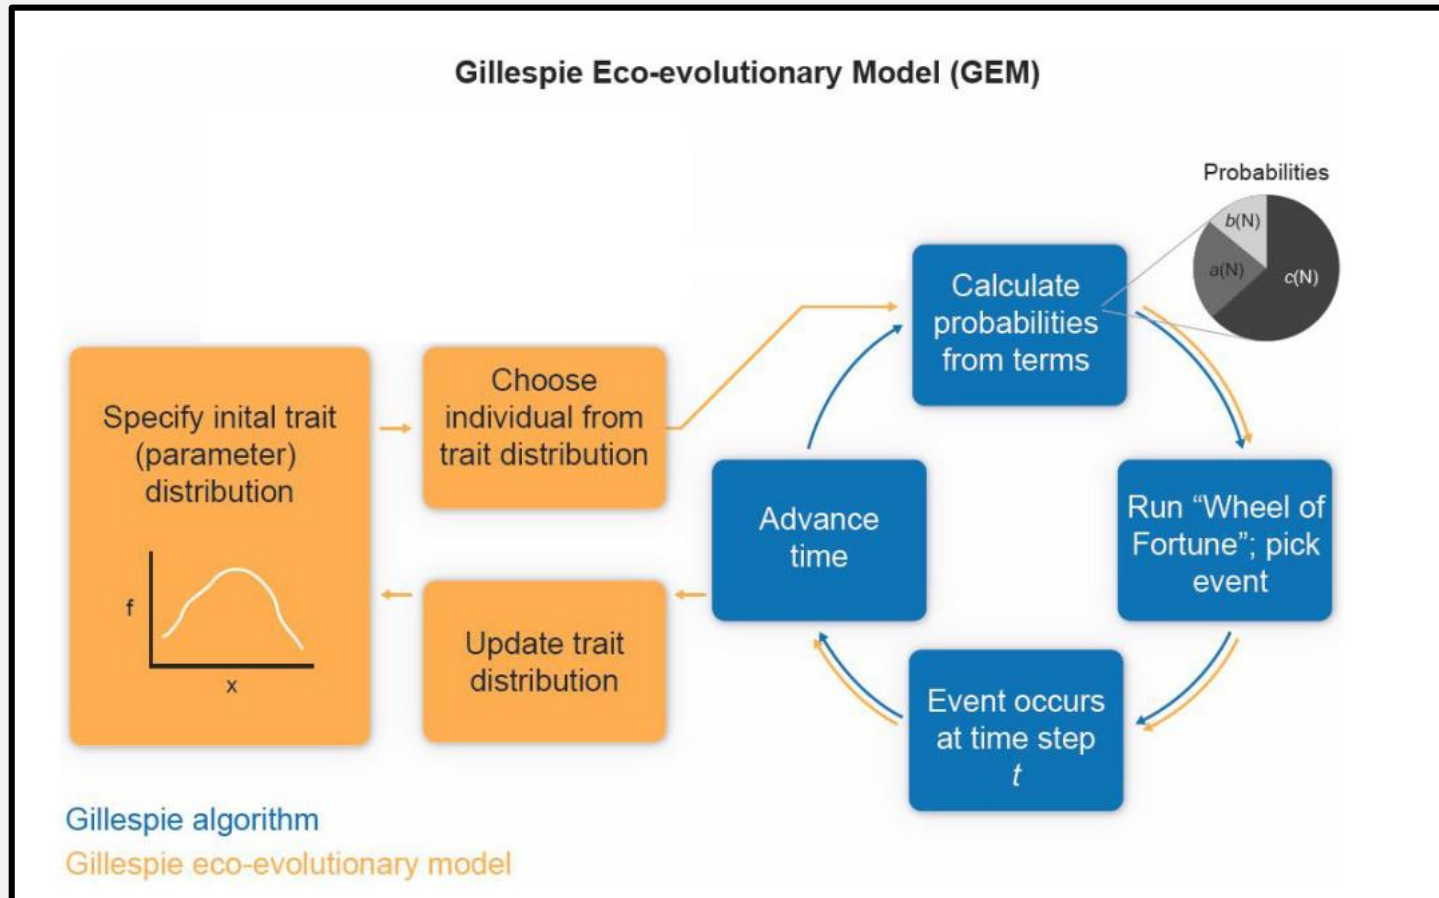 Gillespie Eco-evolutionary Model (GEM)
Probabilities
b(N)
a(N)
c(N)
Calculate
probabilities
from terms
Specify inital trait
(parameter)
distribution
f
x
Choose
individual from
trait distribution
Advance
time
Run “Wheel of
Fortune”; pick
event
Update trait
distribution
Event occurs
at time step
t
Gillespie algorithm
Gillespie eco-evolutionary model